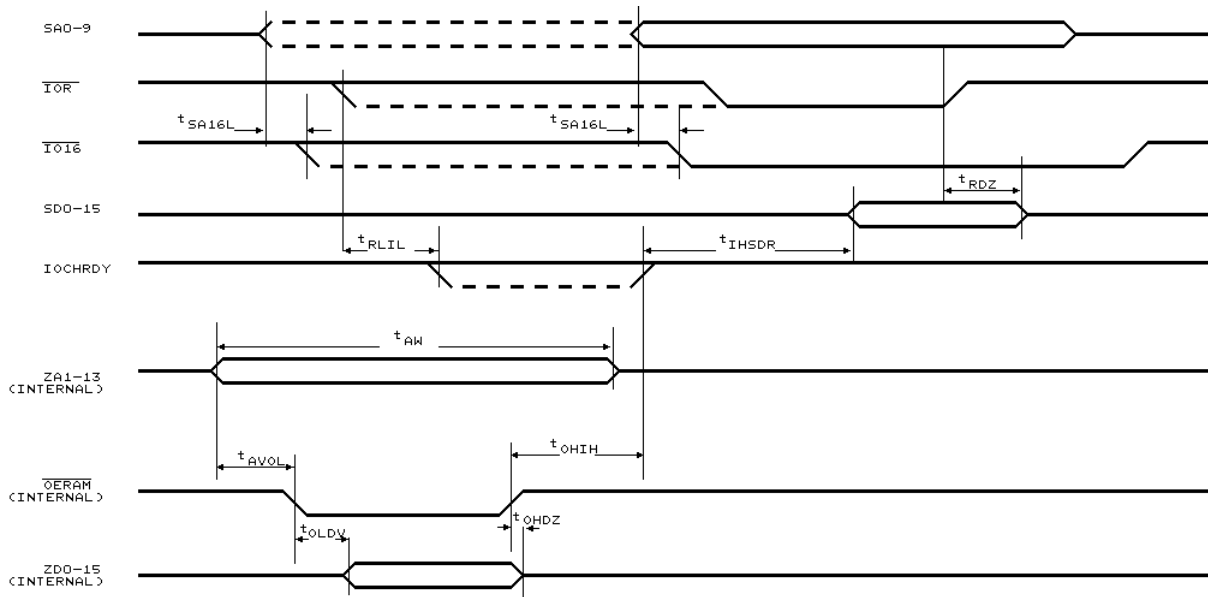 SA0-9
IOR
tSA16L tSA16L
IO16
tRDZ
SD0-15
tRLIL tIHSDR
IOCHRDY
tAW
ZA1-13
(INTERNAL)
tOHIH
tAVOL
OERAM
(INTERNAL)
tOHDZ
tOLDV
ZD0-15
(INTERNAL)